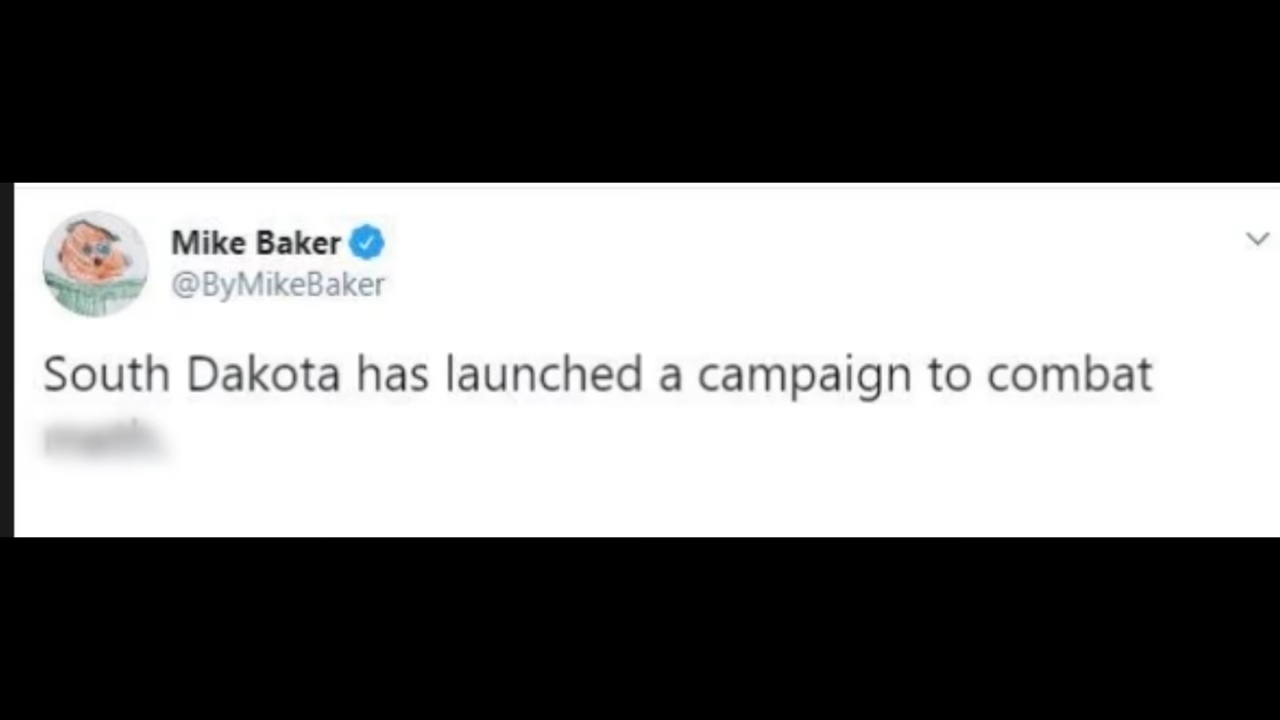 Mike Baker
@ByMikeBaker
South Dakota has launched a campaign to combat